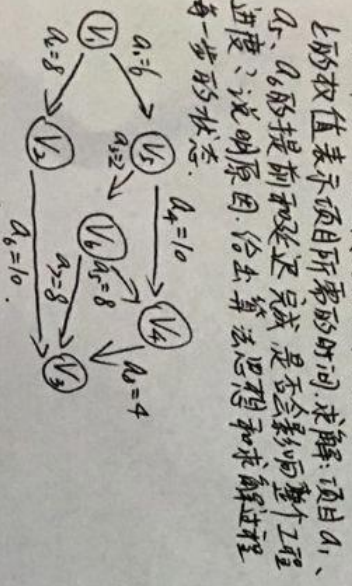 上的权值表示项目所需的时间.求解:项目a₁、
a₅、a₆的提前和延迟完成,是否会影响整个工程
进度?说明原因.给出算法思想和求解过程
每一步的状态.
a₁=6
V₅
a₄=10
V₄
V₁
a₃=2
V₆
a₅=8
a₈=4
a₂=8
V₂
a₇=8
V₃
a₆=10.